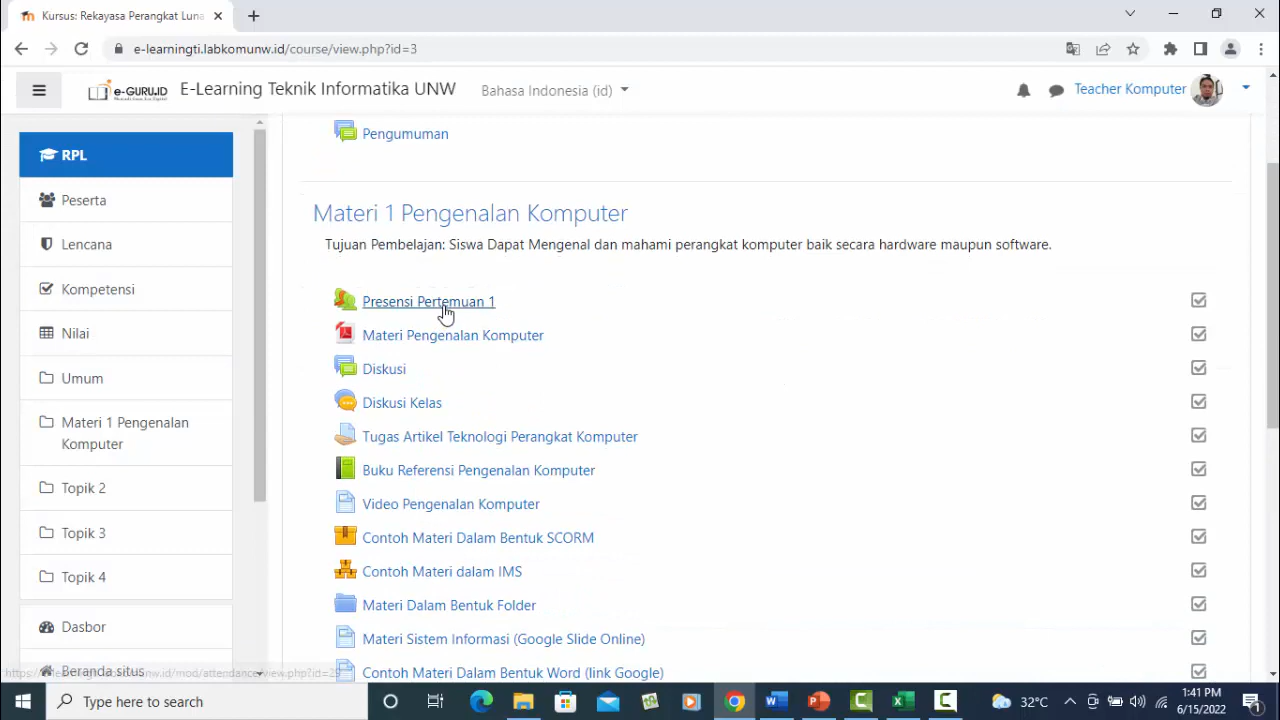 Kursus: Rekayasa Perangkat Luna
e-learningti.labkomunw.id/course/view.php?id=3
e-GURU.ID
E-Learning Teknik Informatika UNW
Bahasa Indonesia (id)
Teacher Komputer
RPL
Peserta
Lencana
Kompetensi
Nilai
Umum
Materi 1 Pengenalan
Komputer
Topik 2
Topik 3
Topik 4
Dasbor
Beranda situs
Pengumuman
Materi 1 Pengenalan Komputer
Tujuan Pembelajan: Siswa Dapat Mengenal dan mahami perangkat komputer baik secara hardware maupun software.
Presensi Pertemuan 1
Materi Pengenalan Komputer
Diskusi
Diskusi Kelas
Tugas Artikel Teknologi Perangkat Komputer
Buku Referensi Pengenalan Komputer
Video Pengenalan Komputer
Contoh Materi Dalam Bentuk SCORM
Contoh Materi dalam IMS
Materi Dalam Bentuk Folder
Materi Sistem Informasi (Google Slide Online)
Contoh Materi Dalam Bentuk Word (link Google)
Type here to search
32°C
1:41 PM
6/15/2022
1